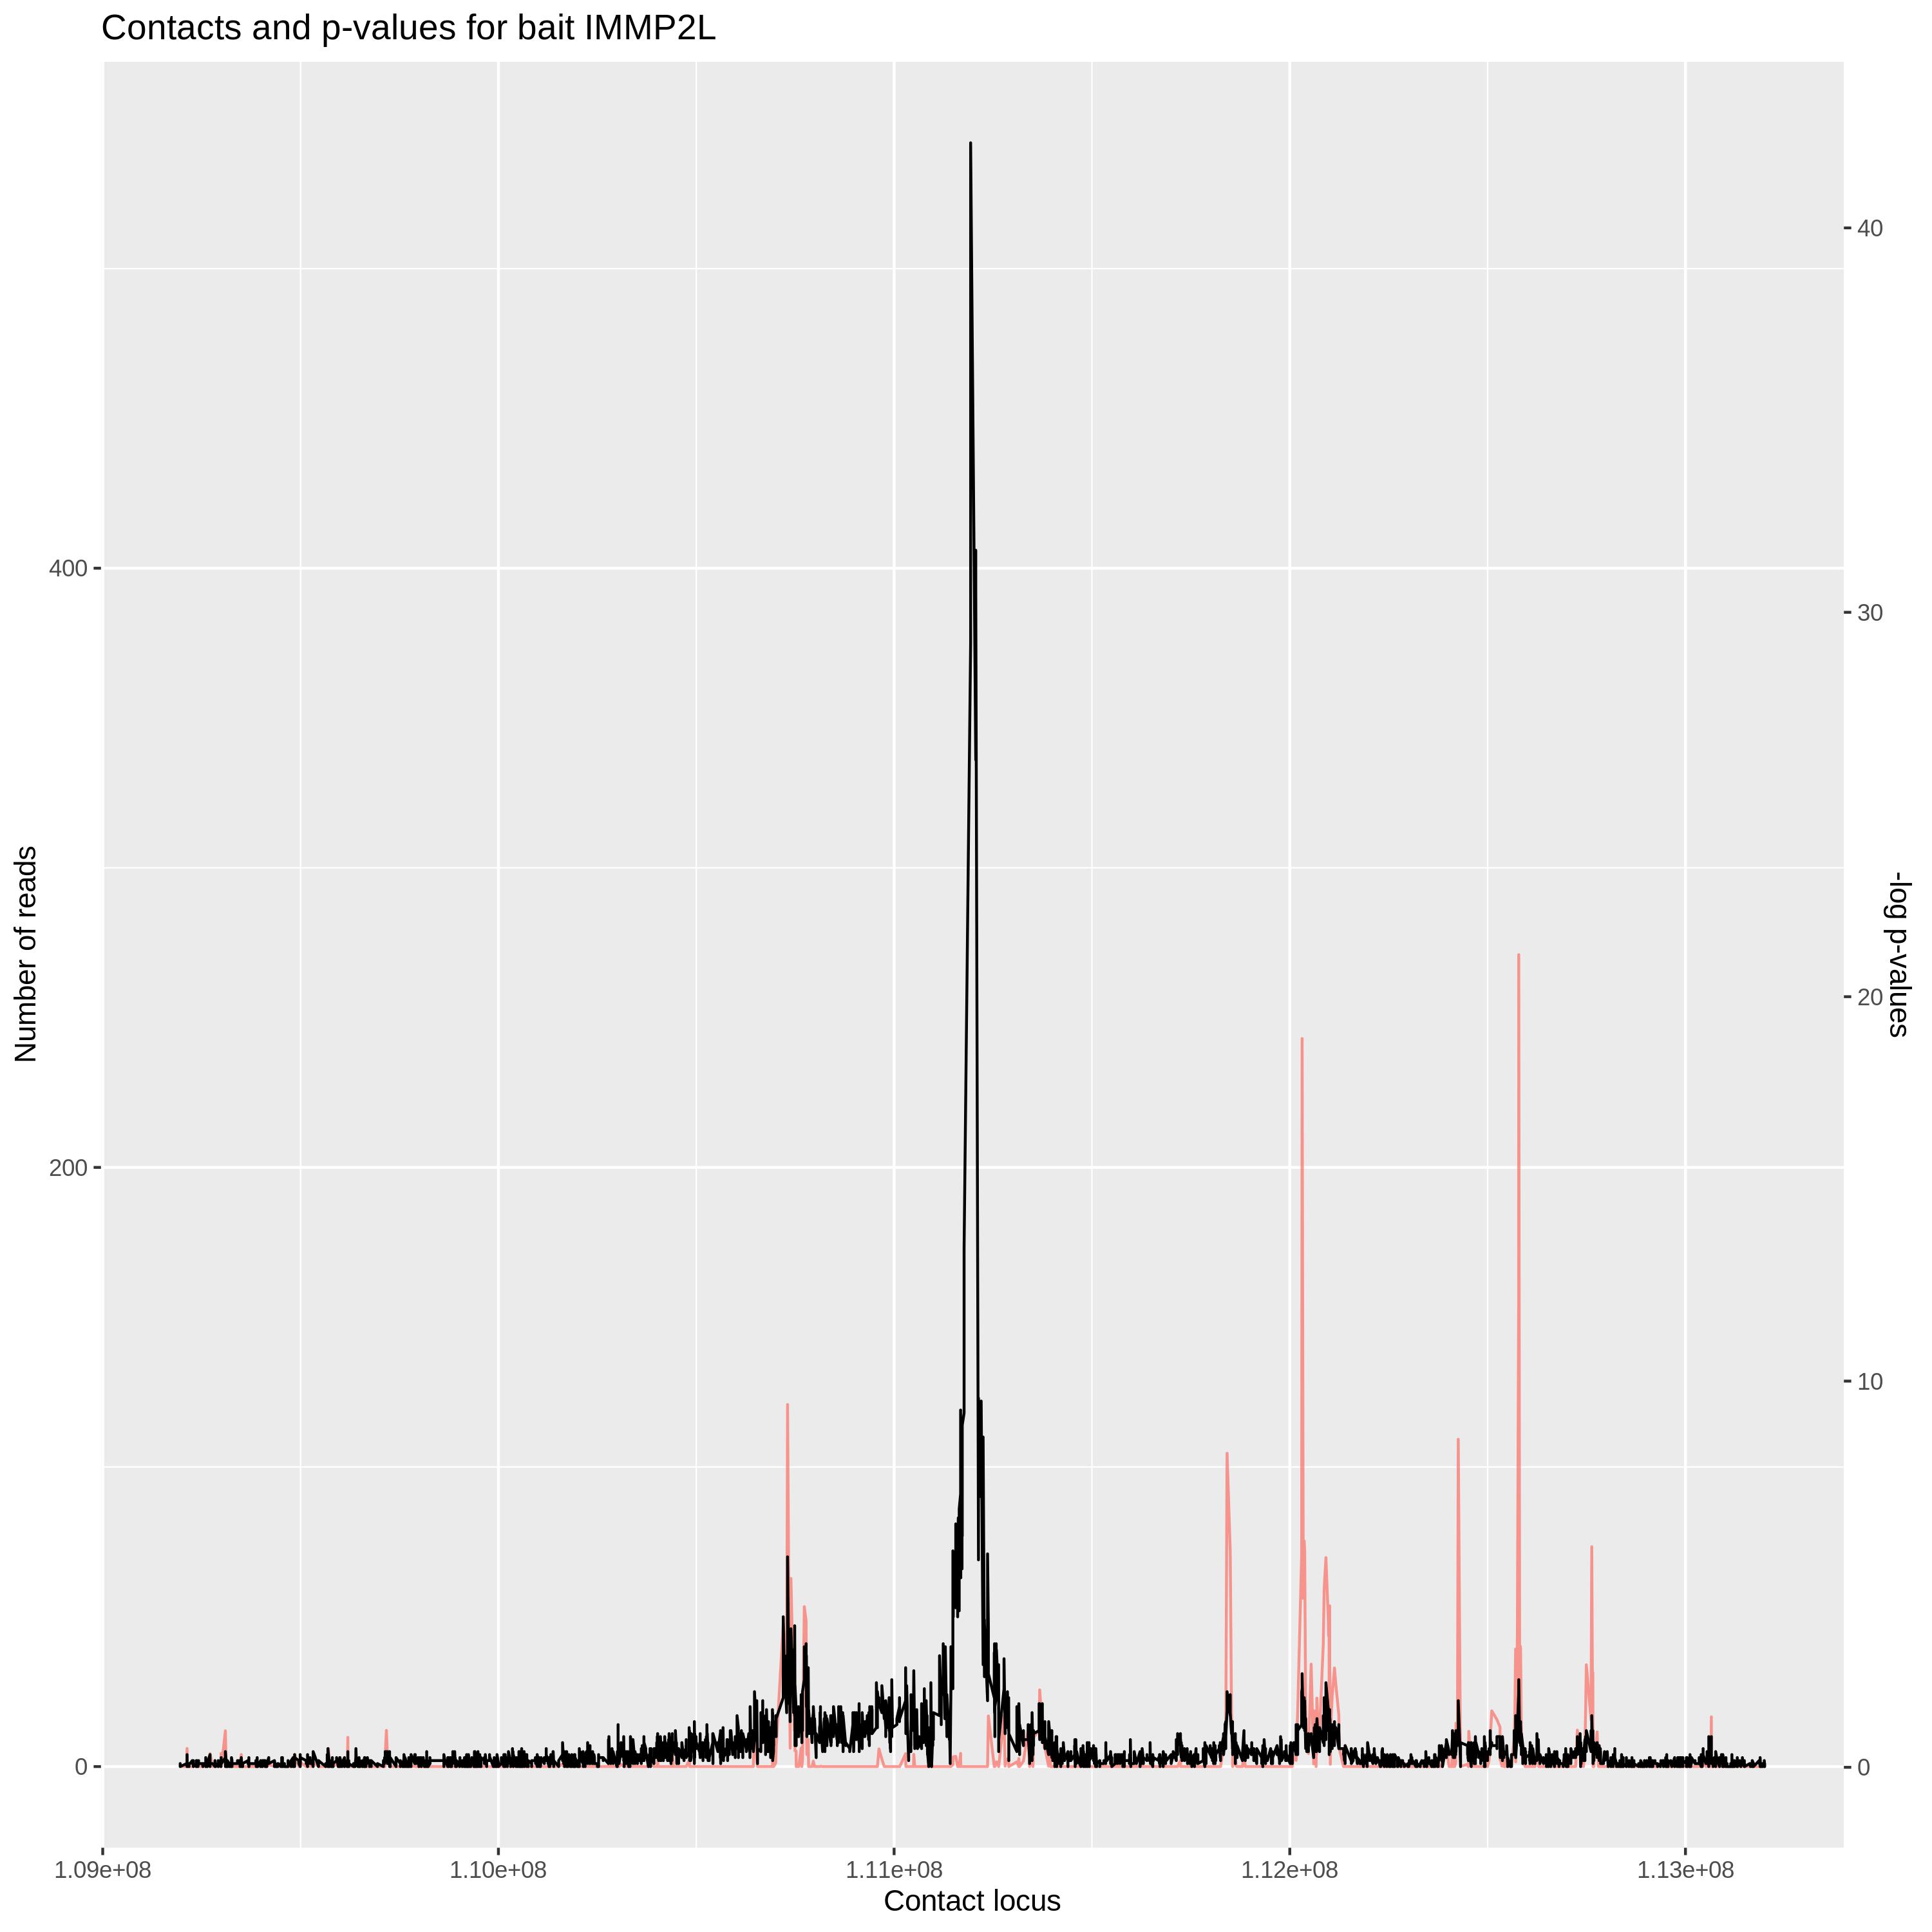 Contacts and p-values for bait IMMP2L
Number of reads
400
200
0
40
30
20
10
0
-log p-values
1.09e+08
1.10e+08
1.11e+08
1.12e+08
1.13e+08
Contact locus